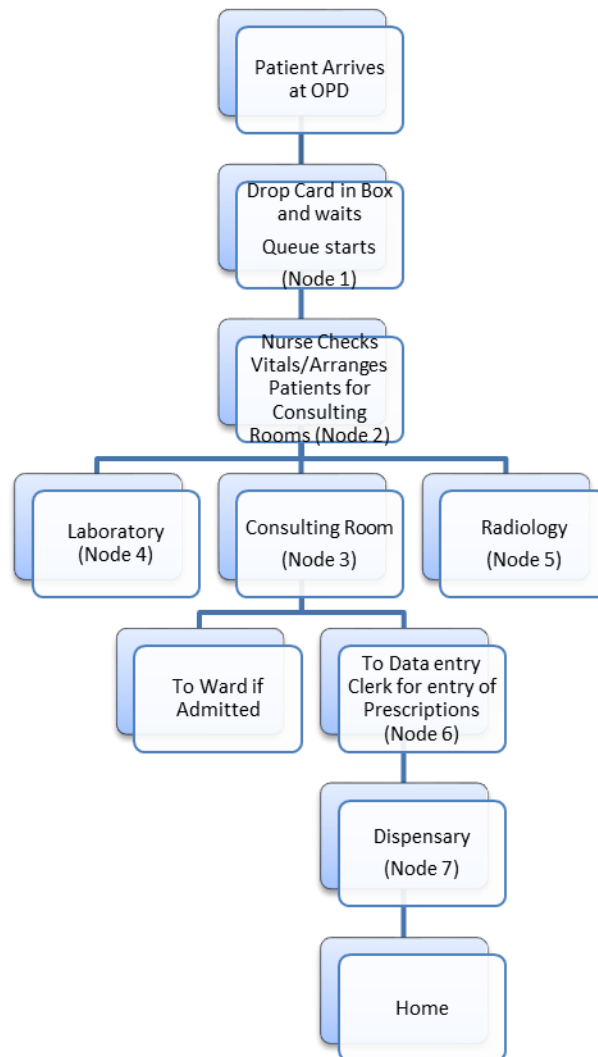 Patient Arrives
at OPD
Drop Card in Box
and waits
Queue starts
(Node 1)
Nurse Checks
Vitals/Arranges
Patients for
Consulting
Rooms (Node 2)
Laboratory
(Node 4)
Consulting Room
(Node 3)
Radiology
(Node 5)
To Ward if
Admitted
To Data entry
Clerk for entry of
Prescriptions
(Node 6)
Dispensary
(Node 7)
Home